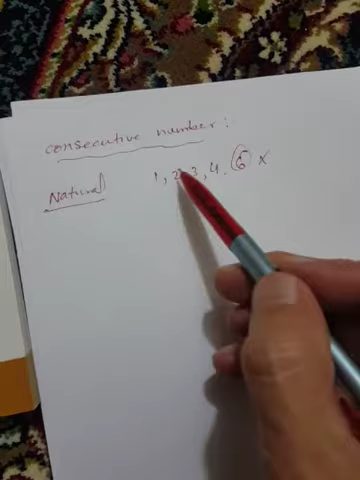 consecutive number:
Natural 1, 2, 3, 4, 6 x